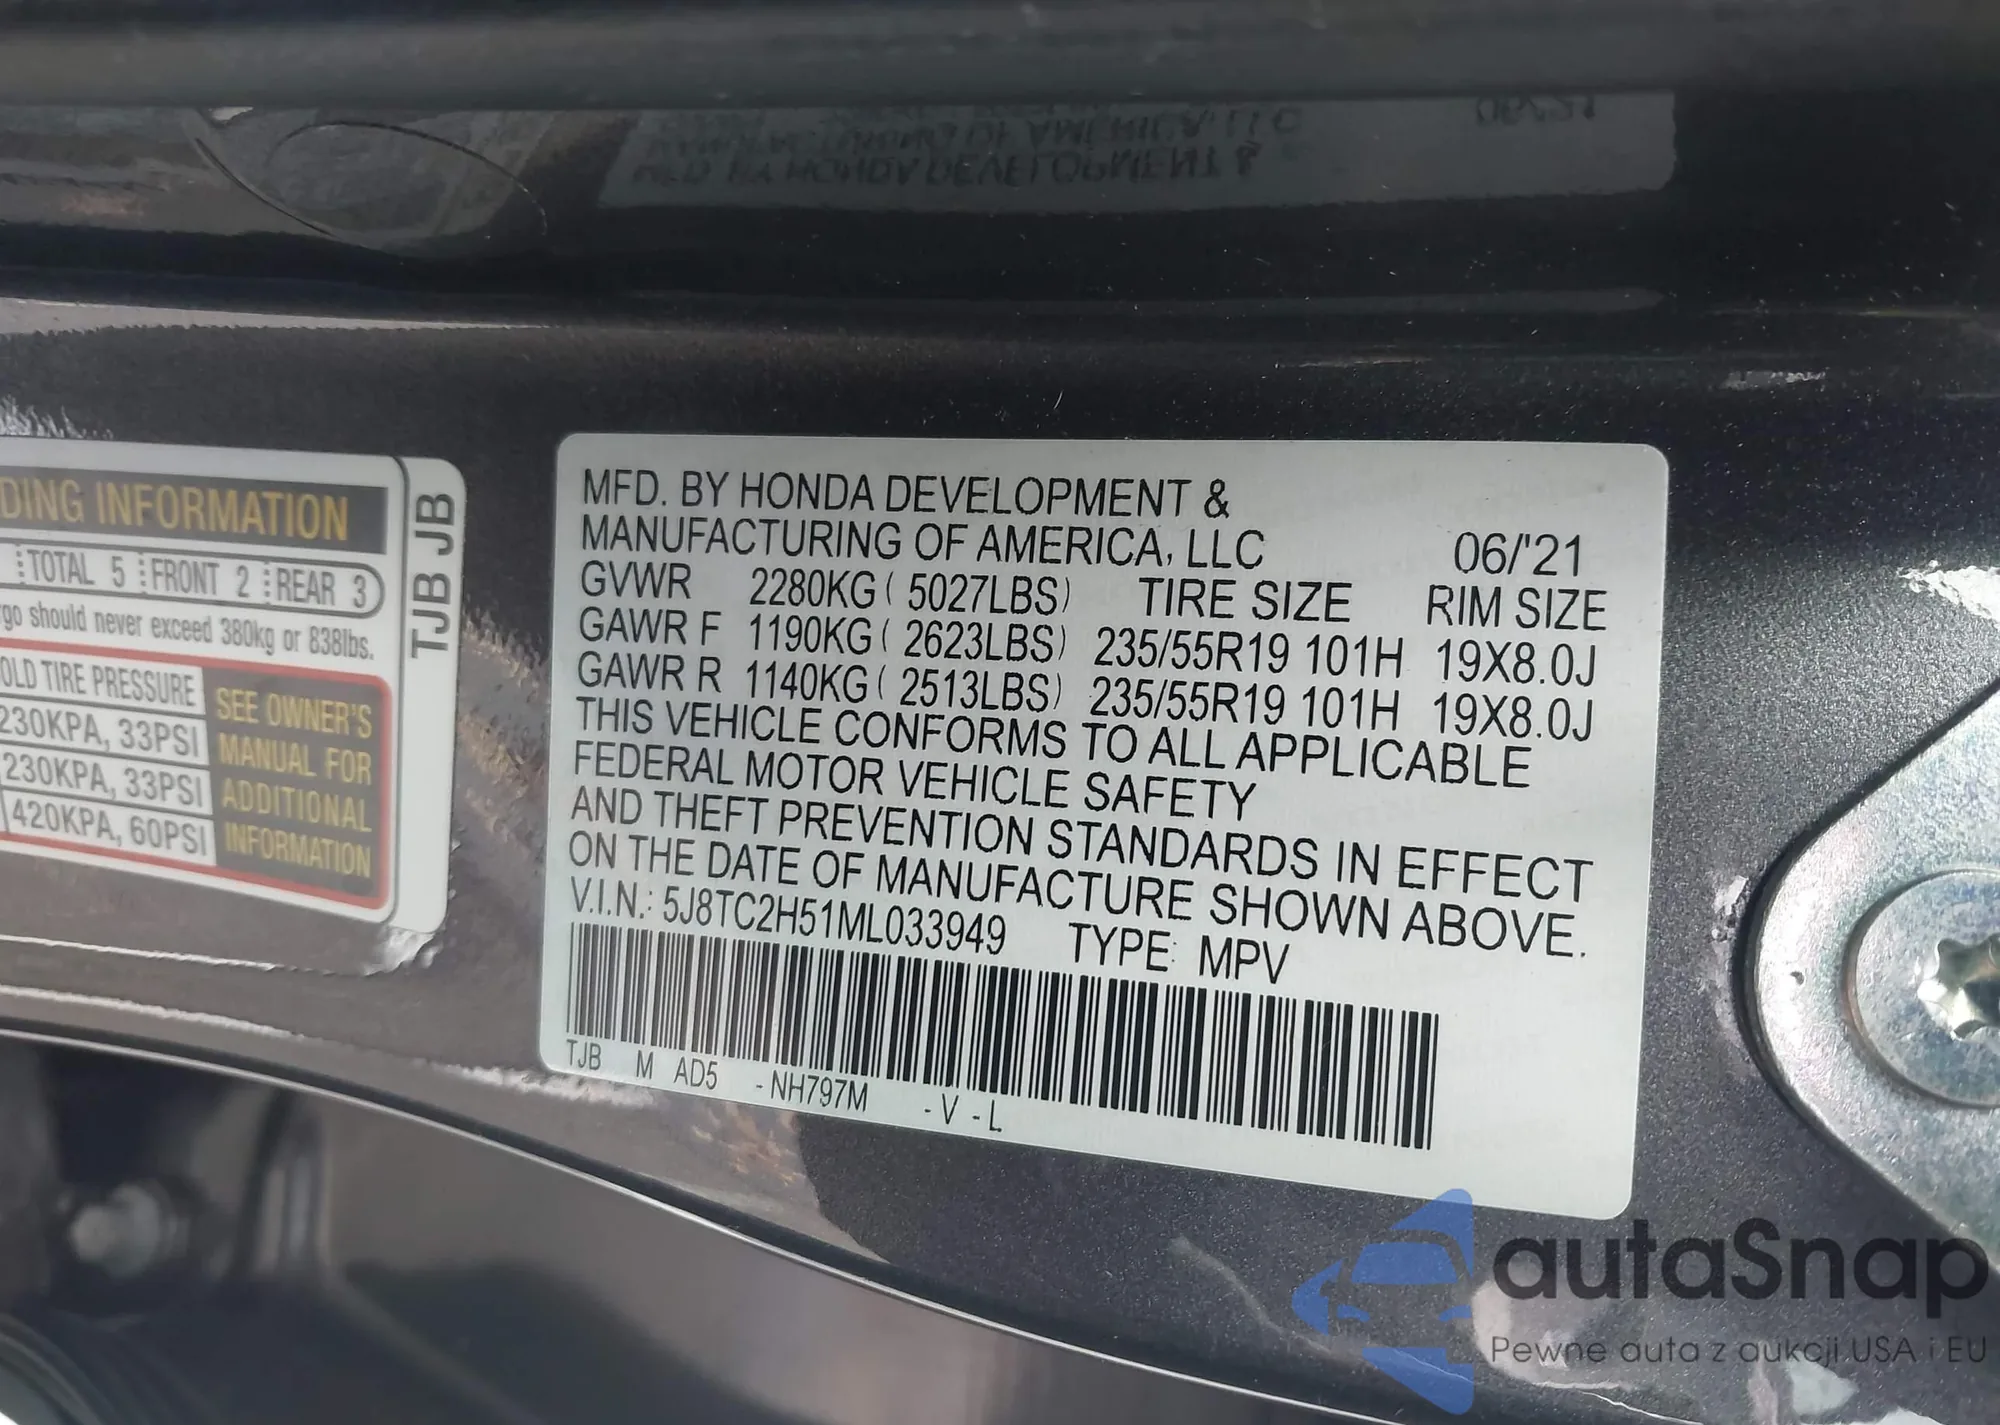 DING INFORMATION
TOTAL 5 FRONT 2 REAR 3
go should never exceed 380kg or 838lbs.
OLD TIRE PRESSURE
230KPA, 33PSI
230KPA, 33PSI
420KPA, 60PSI
SEE OWNER'S
MANUAL FOR
ADDITIONAL
INFORMATION
TJB JB
MFD. BY HONDA DEVELOPMENT &
MANUFACTURING OF AMERICA, LLC 06/'21
GVWR 2280KG ( 5027LBS) TIRE SIZE RIM SIZE
GAWR F 1190KG ( 2623LBS) 235/55R19 101H 19X8.0J
GAWR R 1140KG ( 2513LBS) 235/55R19 101H 19X8.0J
THIS VEHICLE CONFORMS TO ALL APPLICABLE
FEDERAL MOTOR VEHICLE SAFETY
AND THEFT PREVENTION STANDARDS IN EFFECT
ON THE DATE OF MANUFACTURE SHOWN ABOVE.
V.I.N.: 5J8TC2H51ML033949 TYPE: MPV
TJB M AD5 -NH797M -V-L
autaSnap
Pewne auta z aukcji USA i EU